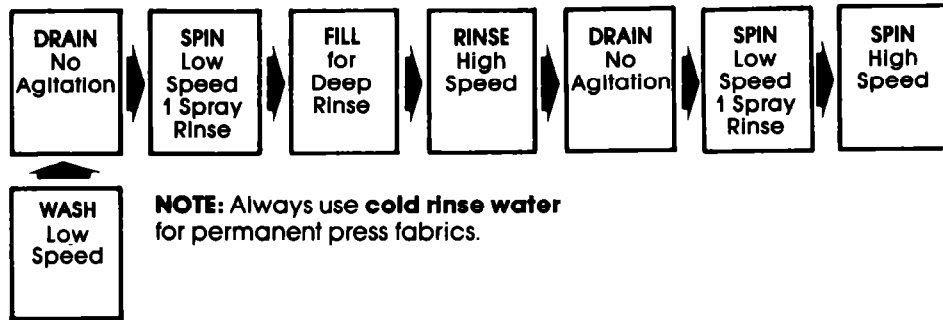 DRAIN
No
Agitation
SPIN
Low
Speed
1 Spray
Rinse
FILL
for
Deep
Rinse
RINSE
High
Speed
DRAIN
No
Agitation
SPIN
Low
Speed
1 Spray
Rinse
SPIN
High
Speed
WASH
Low
Speed
NOTE: Always use cold rinse water
for permanent press fabrics.